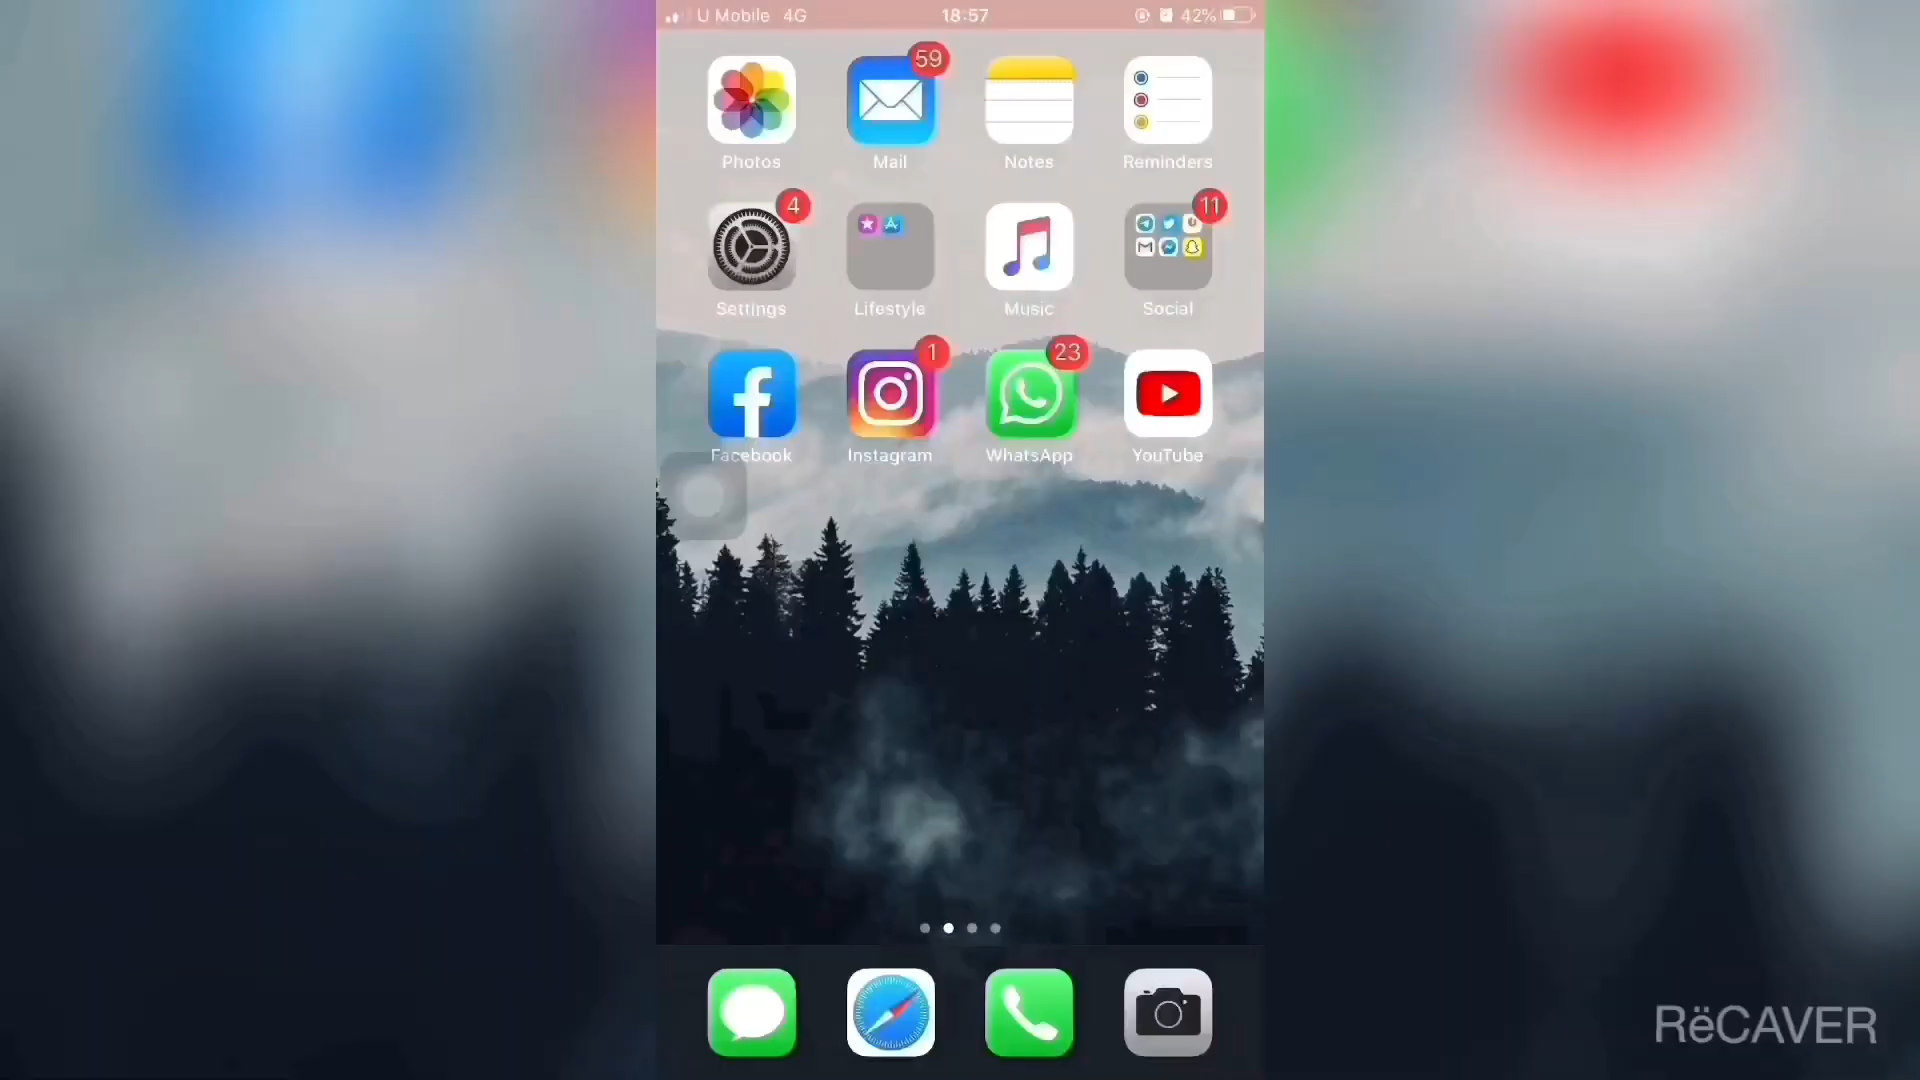 U Mobile 4G 18:57 42%
59
Photos Mail Notes Reminders
4 11
Settings Lifestyle Music Social
1 23
Facebook Instagram WhatsApp YouTube
RëCAVER